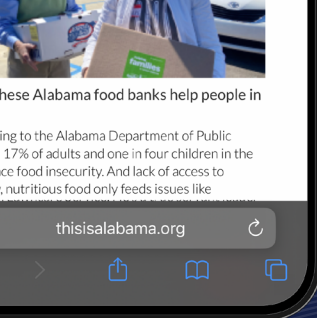 families
hese Alabama food banks help people in
ing to the Alabama Department of Public
17% of adults and one in four children in the
ce food insecurity. And lack of access to
, nutritious food only feeds issues like
thisisalabama.org